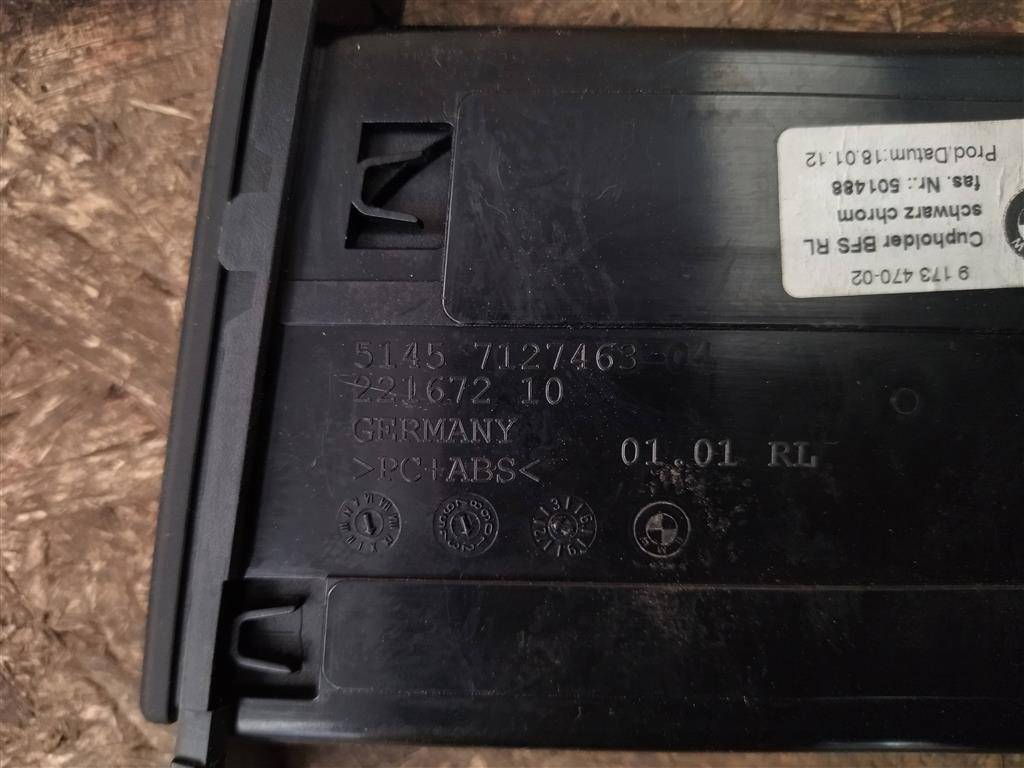 5145 7127463-04
221672 10
GERMANY
>PC+ABS<
01.01 RL
9 173 470-02
Cupholder BFS RL
schwarz chrom
fas. Nr.: 501488
Prod.Datum:18.01.12